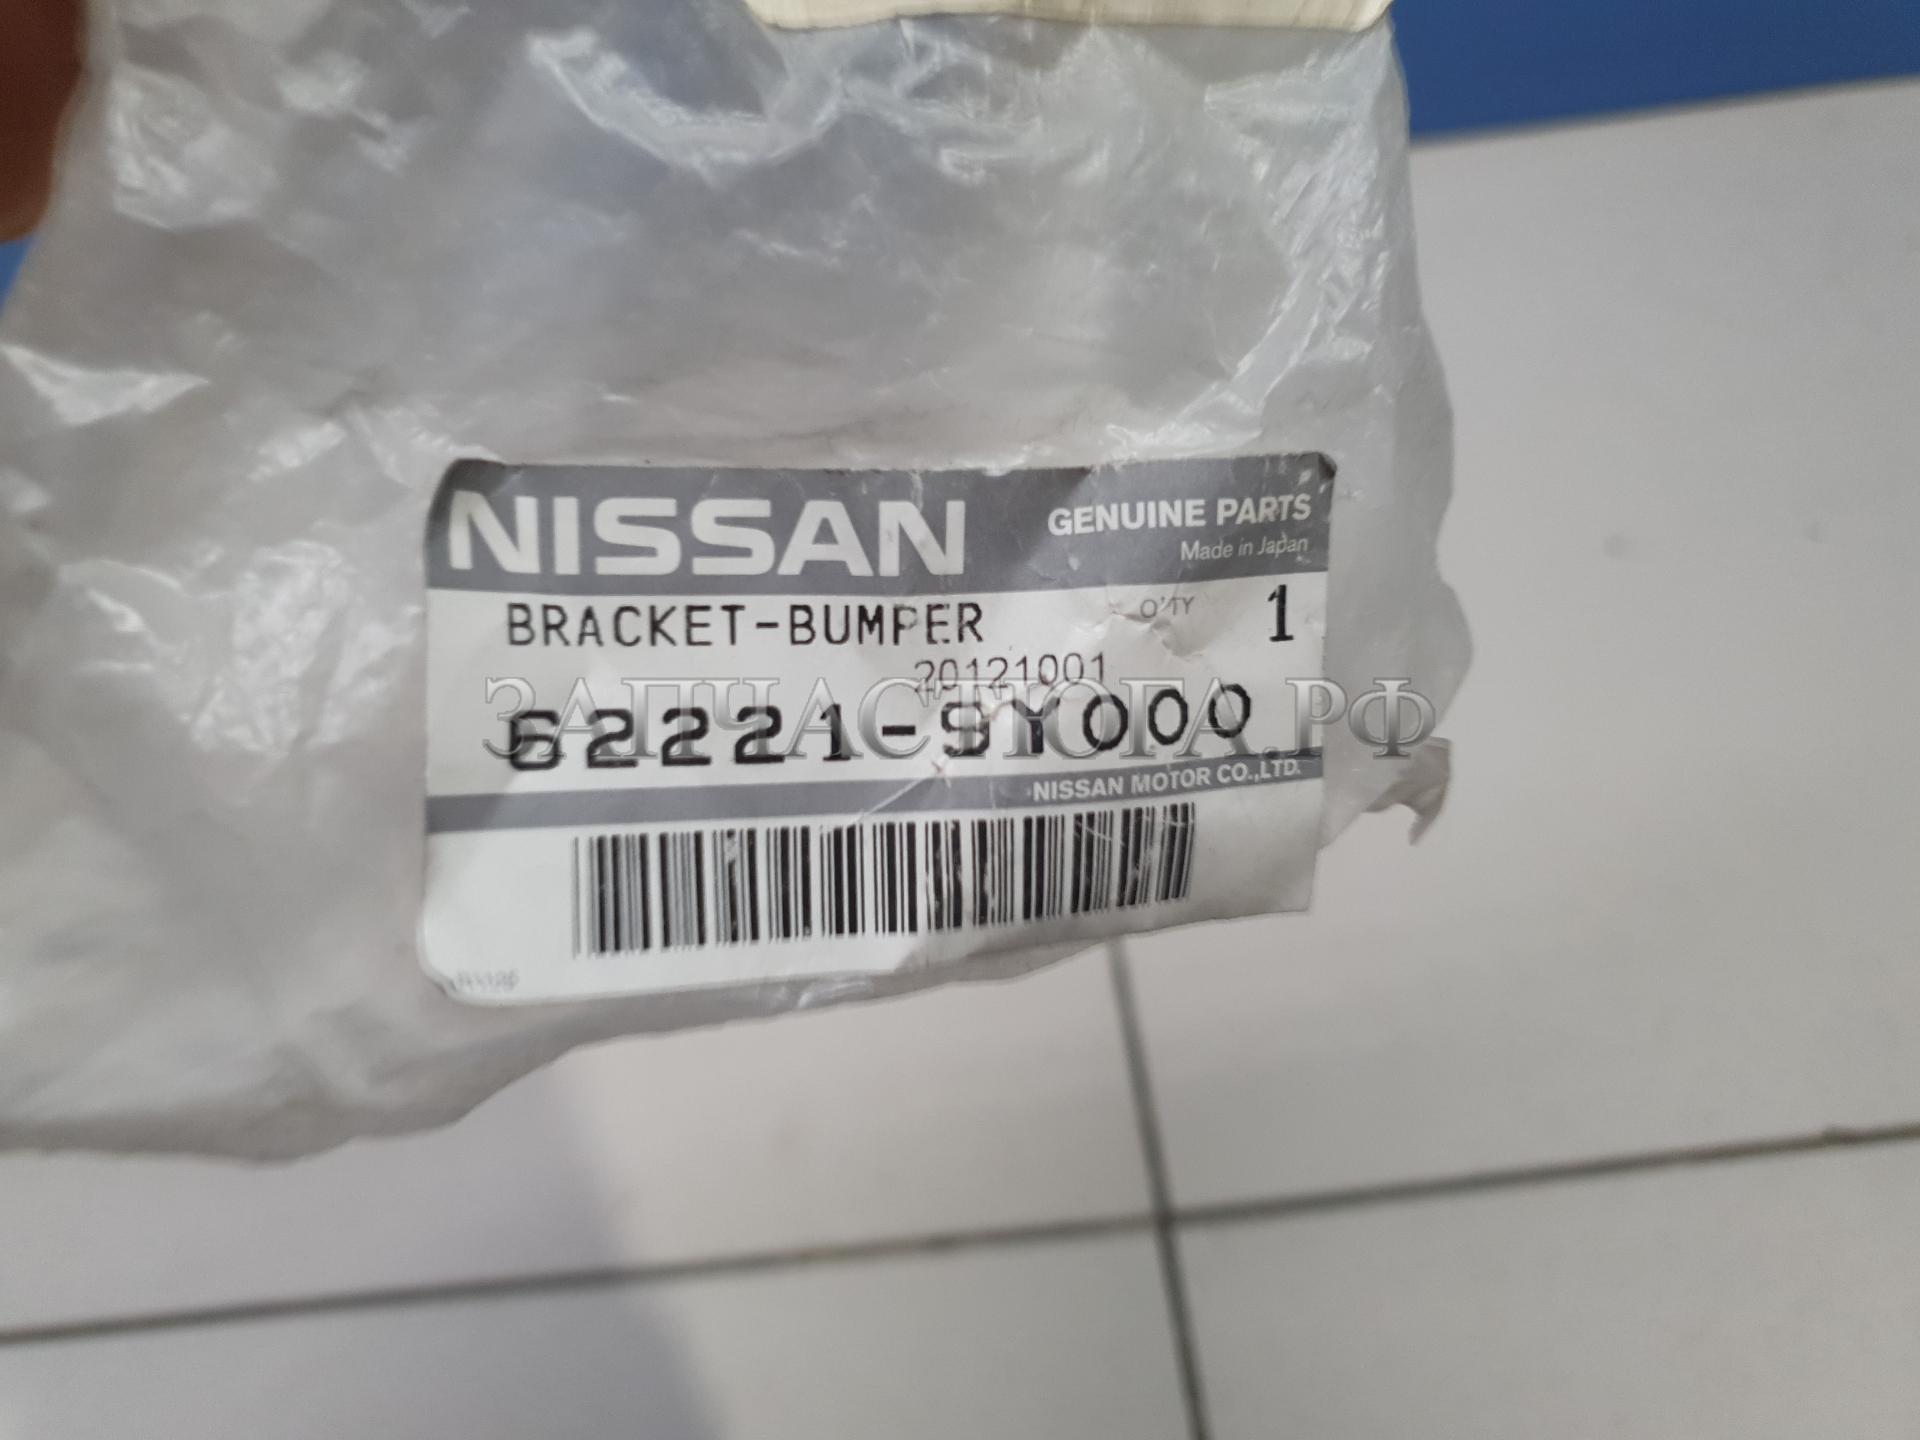 NISSAN
GENUINE PARTS
Made in Japan
BRACKET-BUMPER
Q'TY 1
20121001
62221-9Y000
ЗАПЧАСТЮГА.РФ
NISSAN MOTOR CO.,LTD.